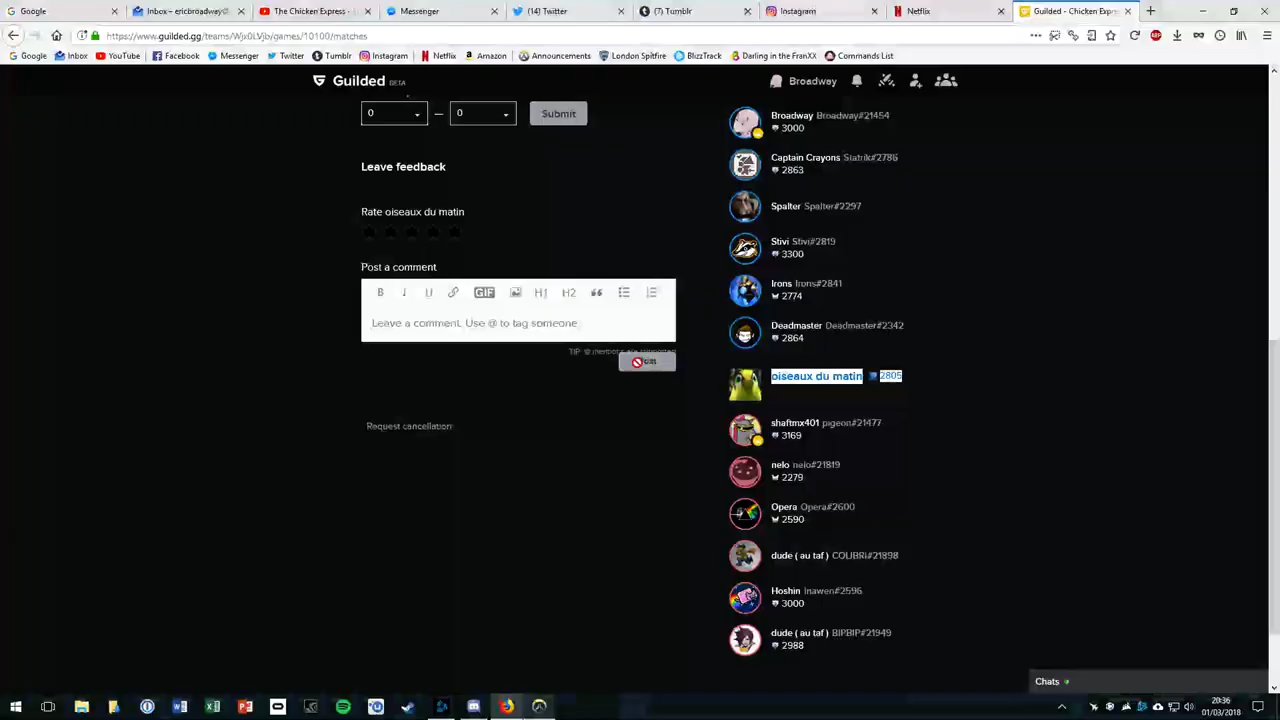 Google
Inbox - ericbroadway@
The Chicken Express -
Messenger
(14) Twitter
(7) Tumblr
Instagram
Netflix
Guilded - Chicken Expre
https://www.guilded.gg/teams/Wjx0LVjb/games/10100/matches
Google Inbox YouTube Facebook Messenger Twitter Tumblr Instagram Netflix Amazon Announcements London Spitfire BlizzTrack Darling in the FranXX Commands List
Guilded BETA
Broadway
0 — 0 Submit
Leave feedback
Rate oiseaux du matin
Post a comment
B I U GIF H1 H2
Leave a comment. Use @ to tag someone
Request cancellation
Broadway Broadway#21454
3000
Captain Crayons Statrik#2786
2863
Spalter Spalter#2297
Stivi Stivi#2819
3300
Irons Irons#2841
2774
Deadmaster Deadmaster#2342
2864
oiseaux du matin 2805
shaftmx401 pigeon#21477
3169
nelo nelo#21819
2279
Opera Opera#2600
2590
dude ( au taf ) COLIBRI#21898
Hoshin Inawen#2596
3000
dude ( au taf ) BIPBIP#21949
2988
Chats
20:36
01/03/2018